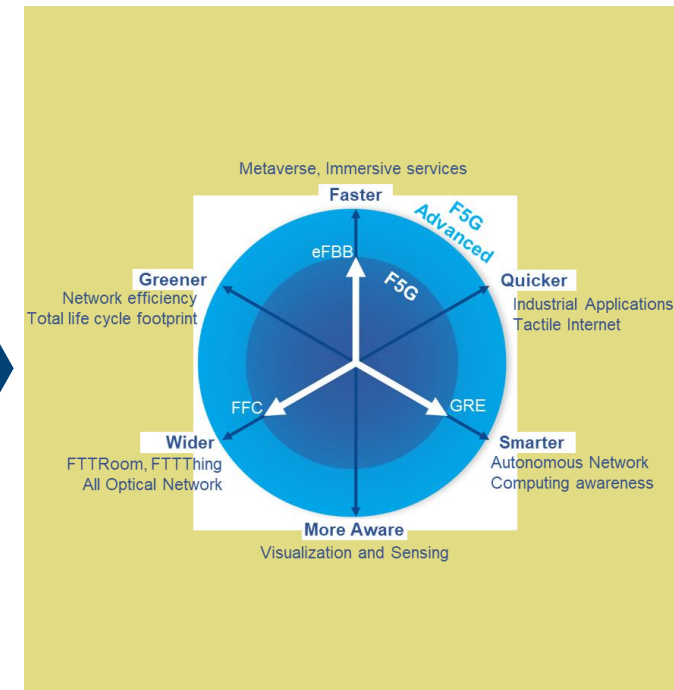 Metaverse, Immersive services
Faster
F5G
Advanced
eFBB
F5G
Greener
Network efficiency
Total life cycle footprint
Quicker
Industrial Applications
Tactile Internet
FFC
GRE
Wider
FTTRoom, FTTThing
All Optical Network
Smarter
Autonomous Network
Computing awareness
More Aware
Visualization and Sensing